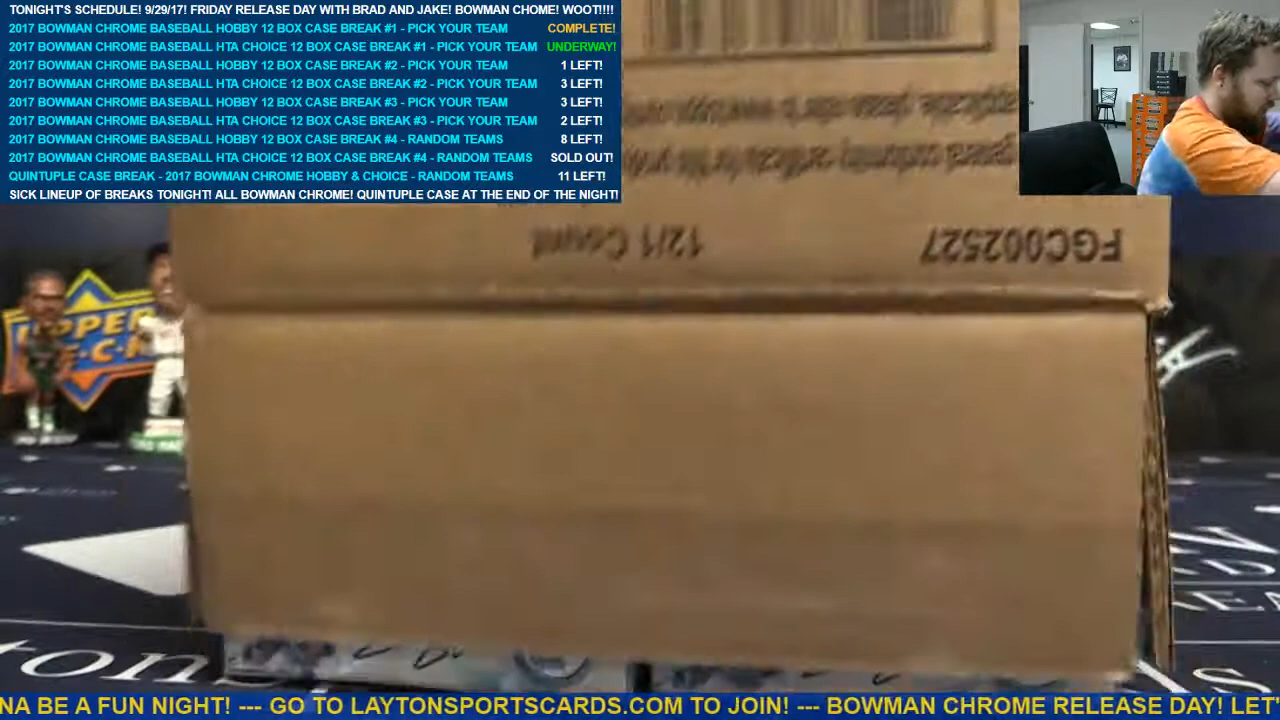 TONIGHT'S SCHEDULE! 9/29/17! FRIDAY RELEASE DAY WITH BRAD AND JAKE! BOWMAN CHOME! WOOT!!!!
2017 BOWMAN CHROME BASEBALL HOBBY 12 BOX CASE BREAK #1 - PICK YOUR TEAM COMPLETE!
2017 BOWMAN CHROME BASEBALL HTA CHOICE 12 BOX CASE BREAK #1 - PICK YOUR TEAM UNDERWAY!
2017 BOWMAN CHROME BASEBALL HOBBY 12 BOX CASE BREAK #2 - PICK YOUR TEAM 1 LEFT!
2017 BOWMAN CHROME BASEBALL HTA CHOICE 12 BOX CASE BREAK #2 - PICK YOUR TEAM 3 LEFT!
2017 BOWMAN CHROME BASEBALL HOBBY 12 BOX CASE BREAK #3 - PICK YOUR TEAM 3 LEFT!
2017 BOWMAN CHROME BASEBALL HTA CHOICE 12 BOX CASE BREAK #3 - PICK YOUR TEAM 2 LEFT!
2017 BOWMAN CHROME BASEBALL HOBBY 12 BOX CASE BREAK #4 - RANDOM TEAMS 8 LEFT!
2017 BOWMAN CHROME BASEBALL HTA CHOICE 12 BOX CASE BREAK #4 - RANDOM TEAMS SOLD OUT!
QUINTUPLE CASE BREAK - 2017 BOWMAN CHROME HOBBY & CHOICE - RANDOM TEAMS 11 LEFT!
SICK LINEUP OF BREAKS TONIGHT! ALL BOWMAN CHROME! QUINTUPLE CASE AT THE END OF THE NIGHT!
FGC002527 12/1 Count
UPPER
NA BE A FUN NIGHT! --- GO TO LAYTONSPORTSCARDS.COM TO JOIN! --- BOWMAN CHROME RELEASE DAY! LET'